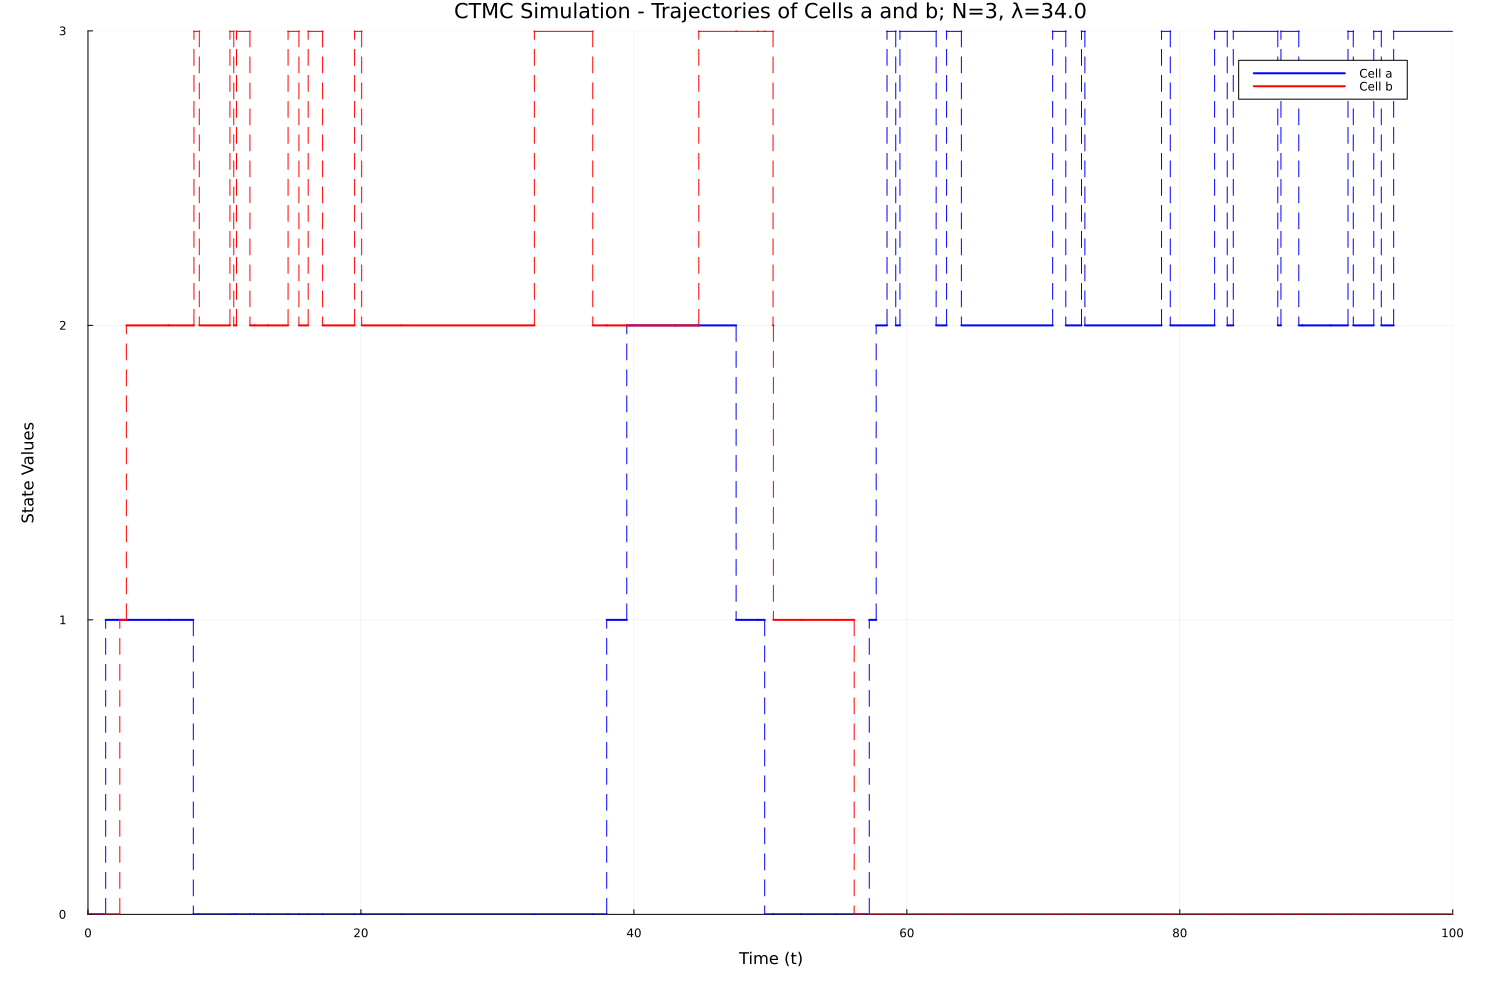 CTMC Simulation - Trajectories of Cells a and b; N=3, λ=34.0
3
Cell a
Cell b
2
State Values
1
0
0 20 40 60 80 100
Time (t)